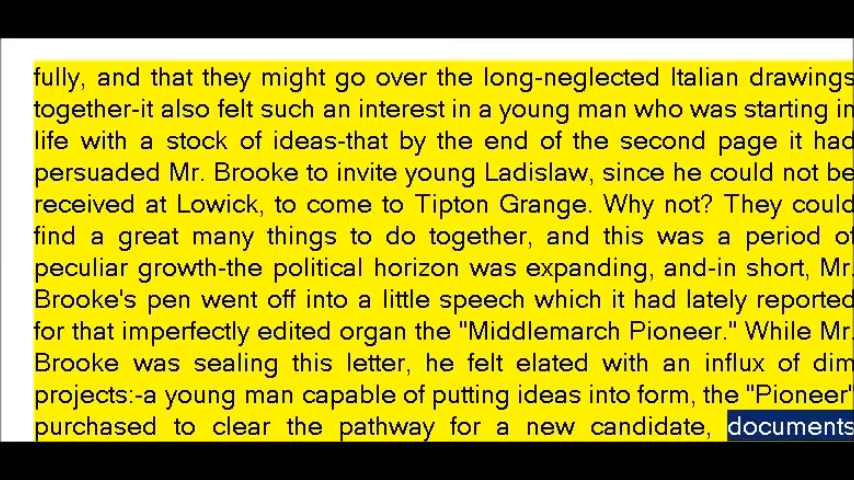 fully, and that they might go over the long-neglected Italian drawings
together-it also felt such an interest in a young man who was starting in
life with a stock of ideas-that by the end of the second page it had
persuaded Mr. Brooke to invite young Ladislaw, since he could not be
received at Lowick, to come to Tipton Grange. Why not? They could
find a great many things to do together, and this was a period of
peculiar growth-the political horizon was expanding, and-in short, Mr.
Brooke's pen went off into a little speech which it had lately reported
for that imperfectly edited organ the "Middlemarch Pioneer." While Mr.
Brooke was sealing this letter, he felt elated with an influx of dim
projects:-a young man capable of putting ideas into form, the "Pioneer"
purchased to clear the pathway for a new candidate, documents